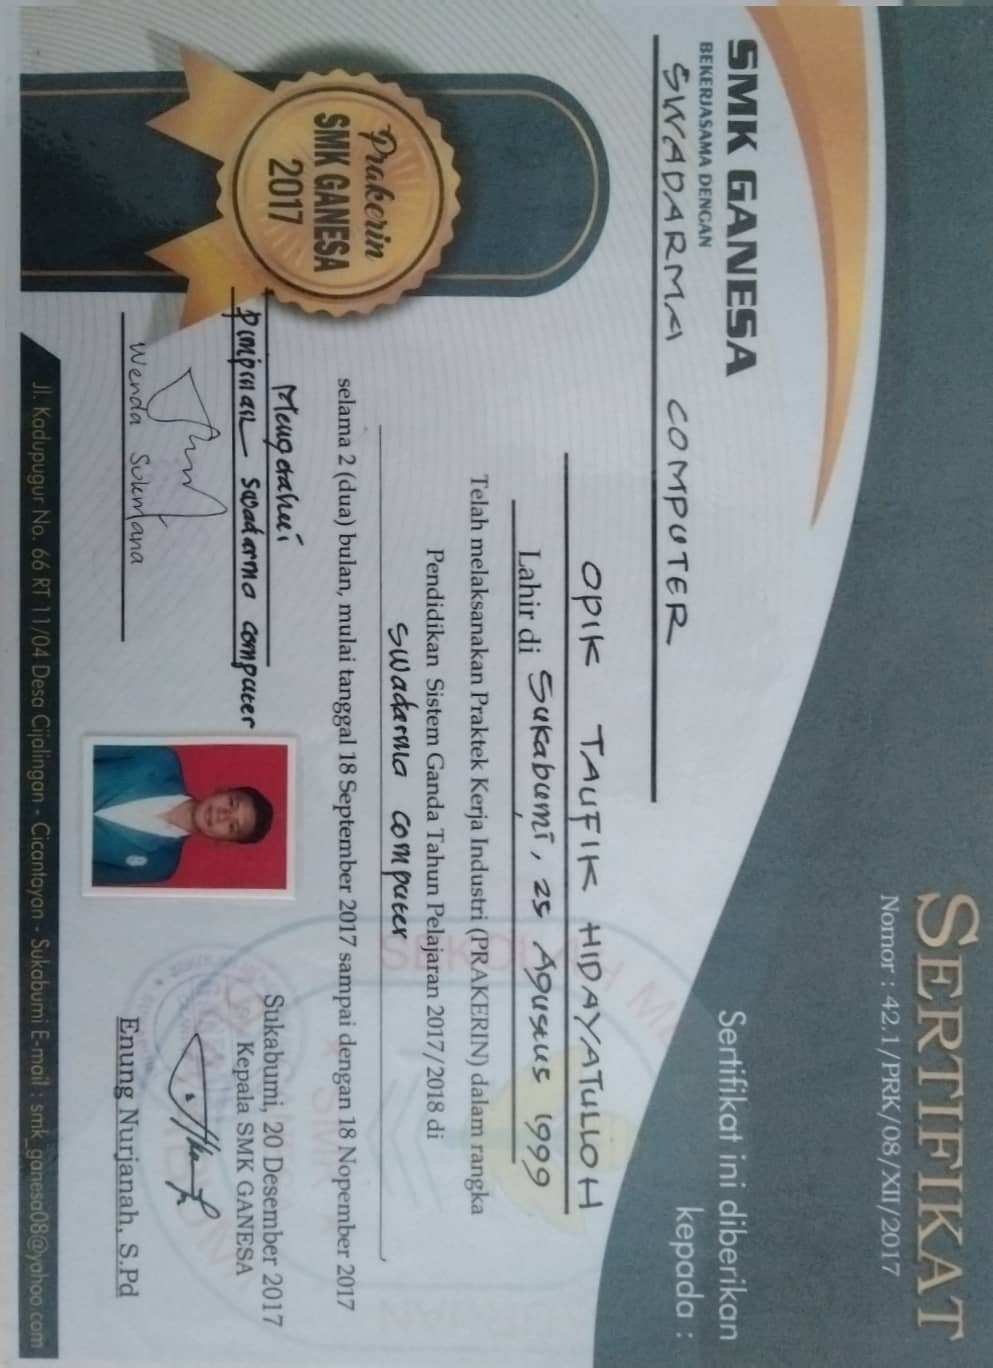 SERTIFIKAT
Nomor : 42.1/PRK/08/XII/2017
SMK GANESA
BEKERJASAMA DENGAN
SWADARMA COMPUTER
Sertifikat ini diberikan
kepada :
OPIK TAUFIK HIDAYATULLOH
Lahir di Sukabumi, 25 Agustus 1999
Telah melaksanakan Praktek Kerja Industri (PRAKERIN) dalam rangka
Pendidikan Sistem Ganda Tahun Pelajaran 2017/2018 di
Swadarma computer
selama 2 (dua) bulan, mulai tanggal 18 September 2017 sampai dengan 18 Nopember 2017
Prakerin
SMK GANESA
2017
Mengetahui
Pimpinan Swadarma computer
Wenda Sukmana
Sukabumi, 20 Desember 2017
Kepala SMK GANESA
Enung Nurjanah, S.Pd
Jl. Kadupugur No. 66 RT 11/04 Desa Cijalingan - Cicantayan - Sukabumi E-mail : smk_ganesa08@yahoo.com